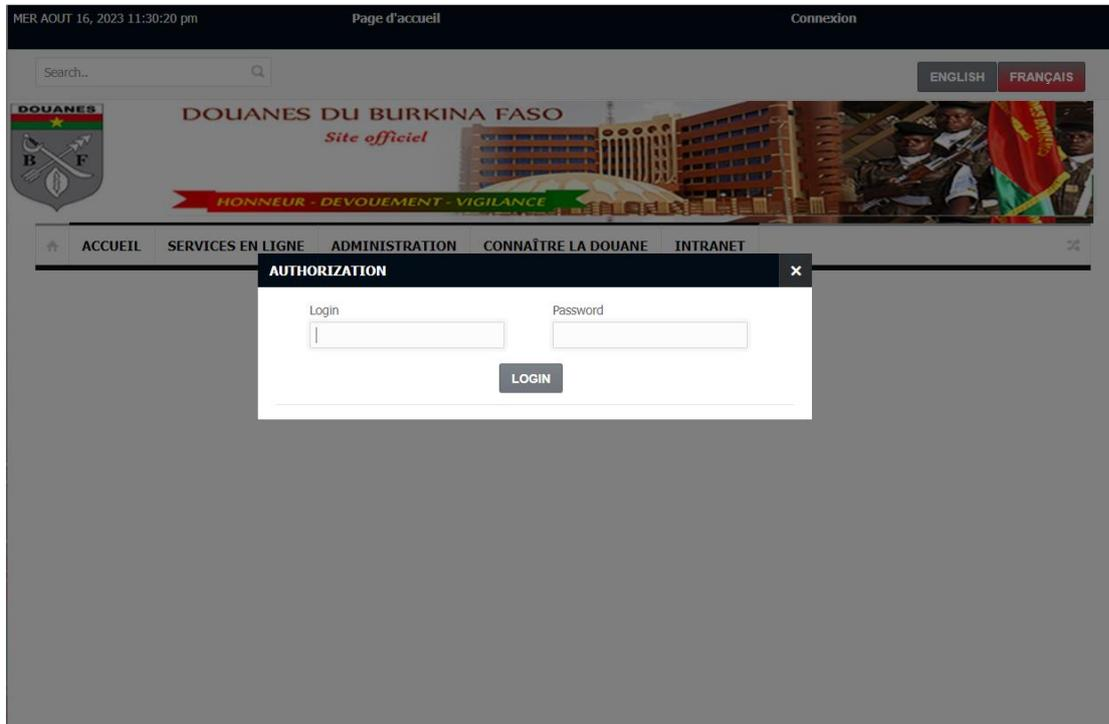 MER AOUT 16, 2023 11:30:20 pm
Page d'accueil
Connexion
Search..
ENGLISH
FRANÇAIS
DOUANES
B F
DOUANES DU BURKINA FASO
Site officiel
HONNEUR - DEVOUEMENT - VIGILANCE
ACCUEIL
SERVICES EN LIGNE
ADMINISTRATION
CONNAÎTRE LA DOUANE
INTRANET
AUTHORIZATION
×
Login
Password
LOGIN